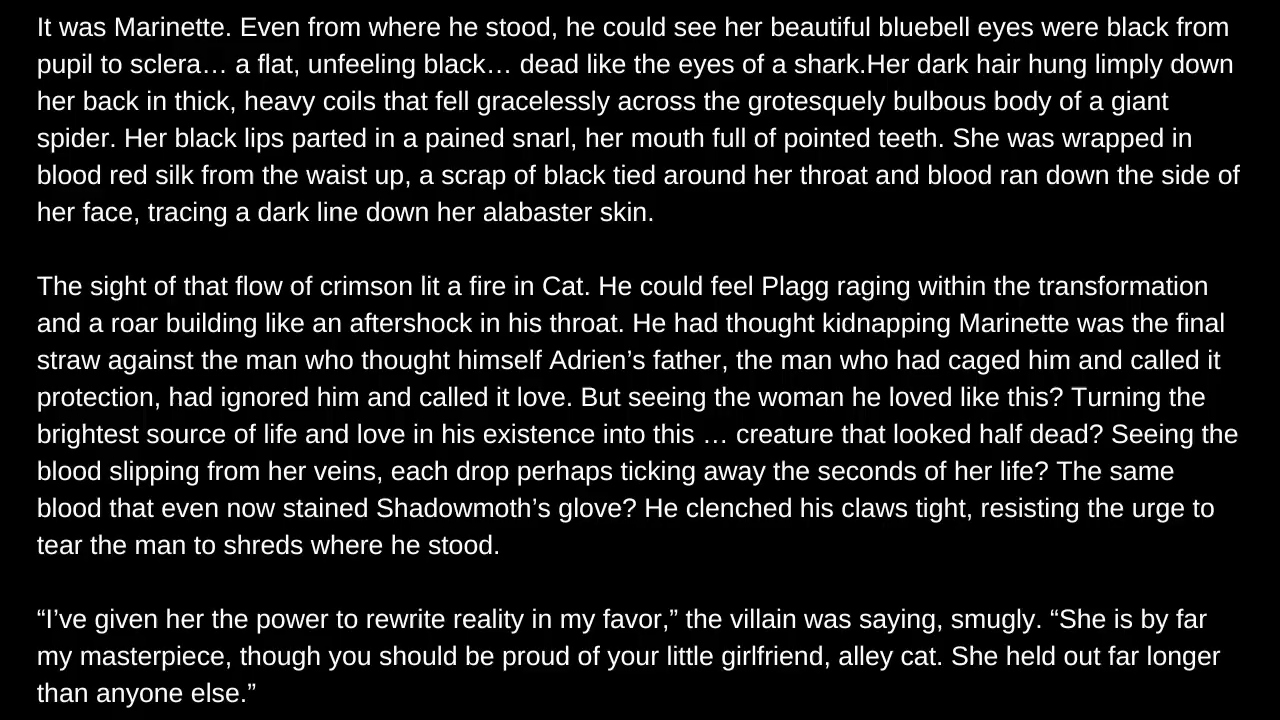 It was Marinette. Even from where he stood, he could see her beautiful bluebell eyes were black from
pupil to sclera… a flat, unfeeling black… dead like the eyes of a shark.Her dark hair hung limply down
her back in thick, heavy coils that fell gracelessly across the grotesquely bulbous body of a giant
spider. Her black lips parted in a pained snarl, her mouth full of pointed teeth. She was wrapped in
blood red silk from the waist up, a scrap of black tied around her throat and blood ran down the side of
her face, tracing a dark line down her alabaster skin.
The sight of that flow of crimson lit a fire in Cat. He could feel Plagg raging within the transformation
and a roar building like an aftershock in his throat. He had thought kidnapping Marinette was the final
straw against the man who thought himself Adrien’s father, the man who had caged him and called it
protection, had ignored him and called it love. But seeing the woman he loved like this? Turning the
brightest source of life and love in his existence into this … creature that looked half dead? Seeing the
blood slipping from her veins, each drop perhaps ticking away the seconds of her life? The same
blood that even now stained Shadowmoth’s glove? He clenched his claws tight, resisting the urge to
tear the man to shreds where he stood.
“I’ve given her the power to rewrite reality in my favor,” the villain was saying, smugly. “She is by far
my masterpiece, though you should be proud of your little girlfriend, alley cat. She held out far longer
than anyone else.”